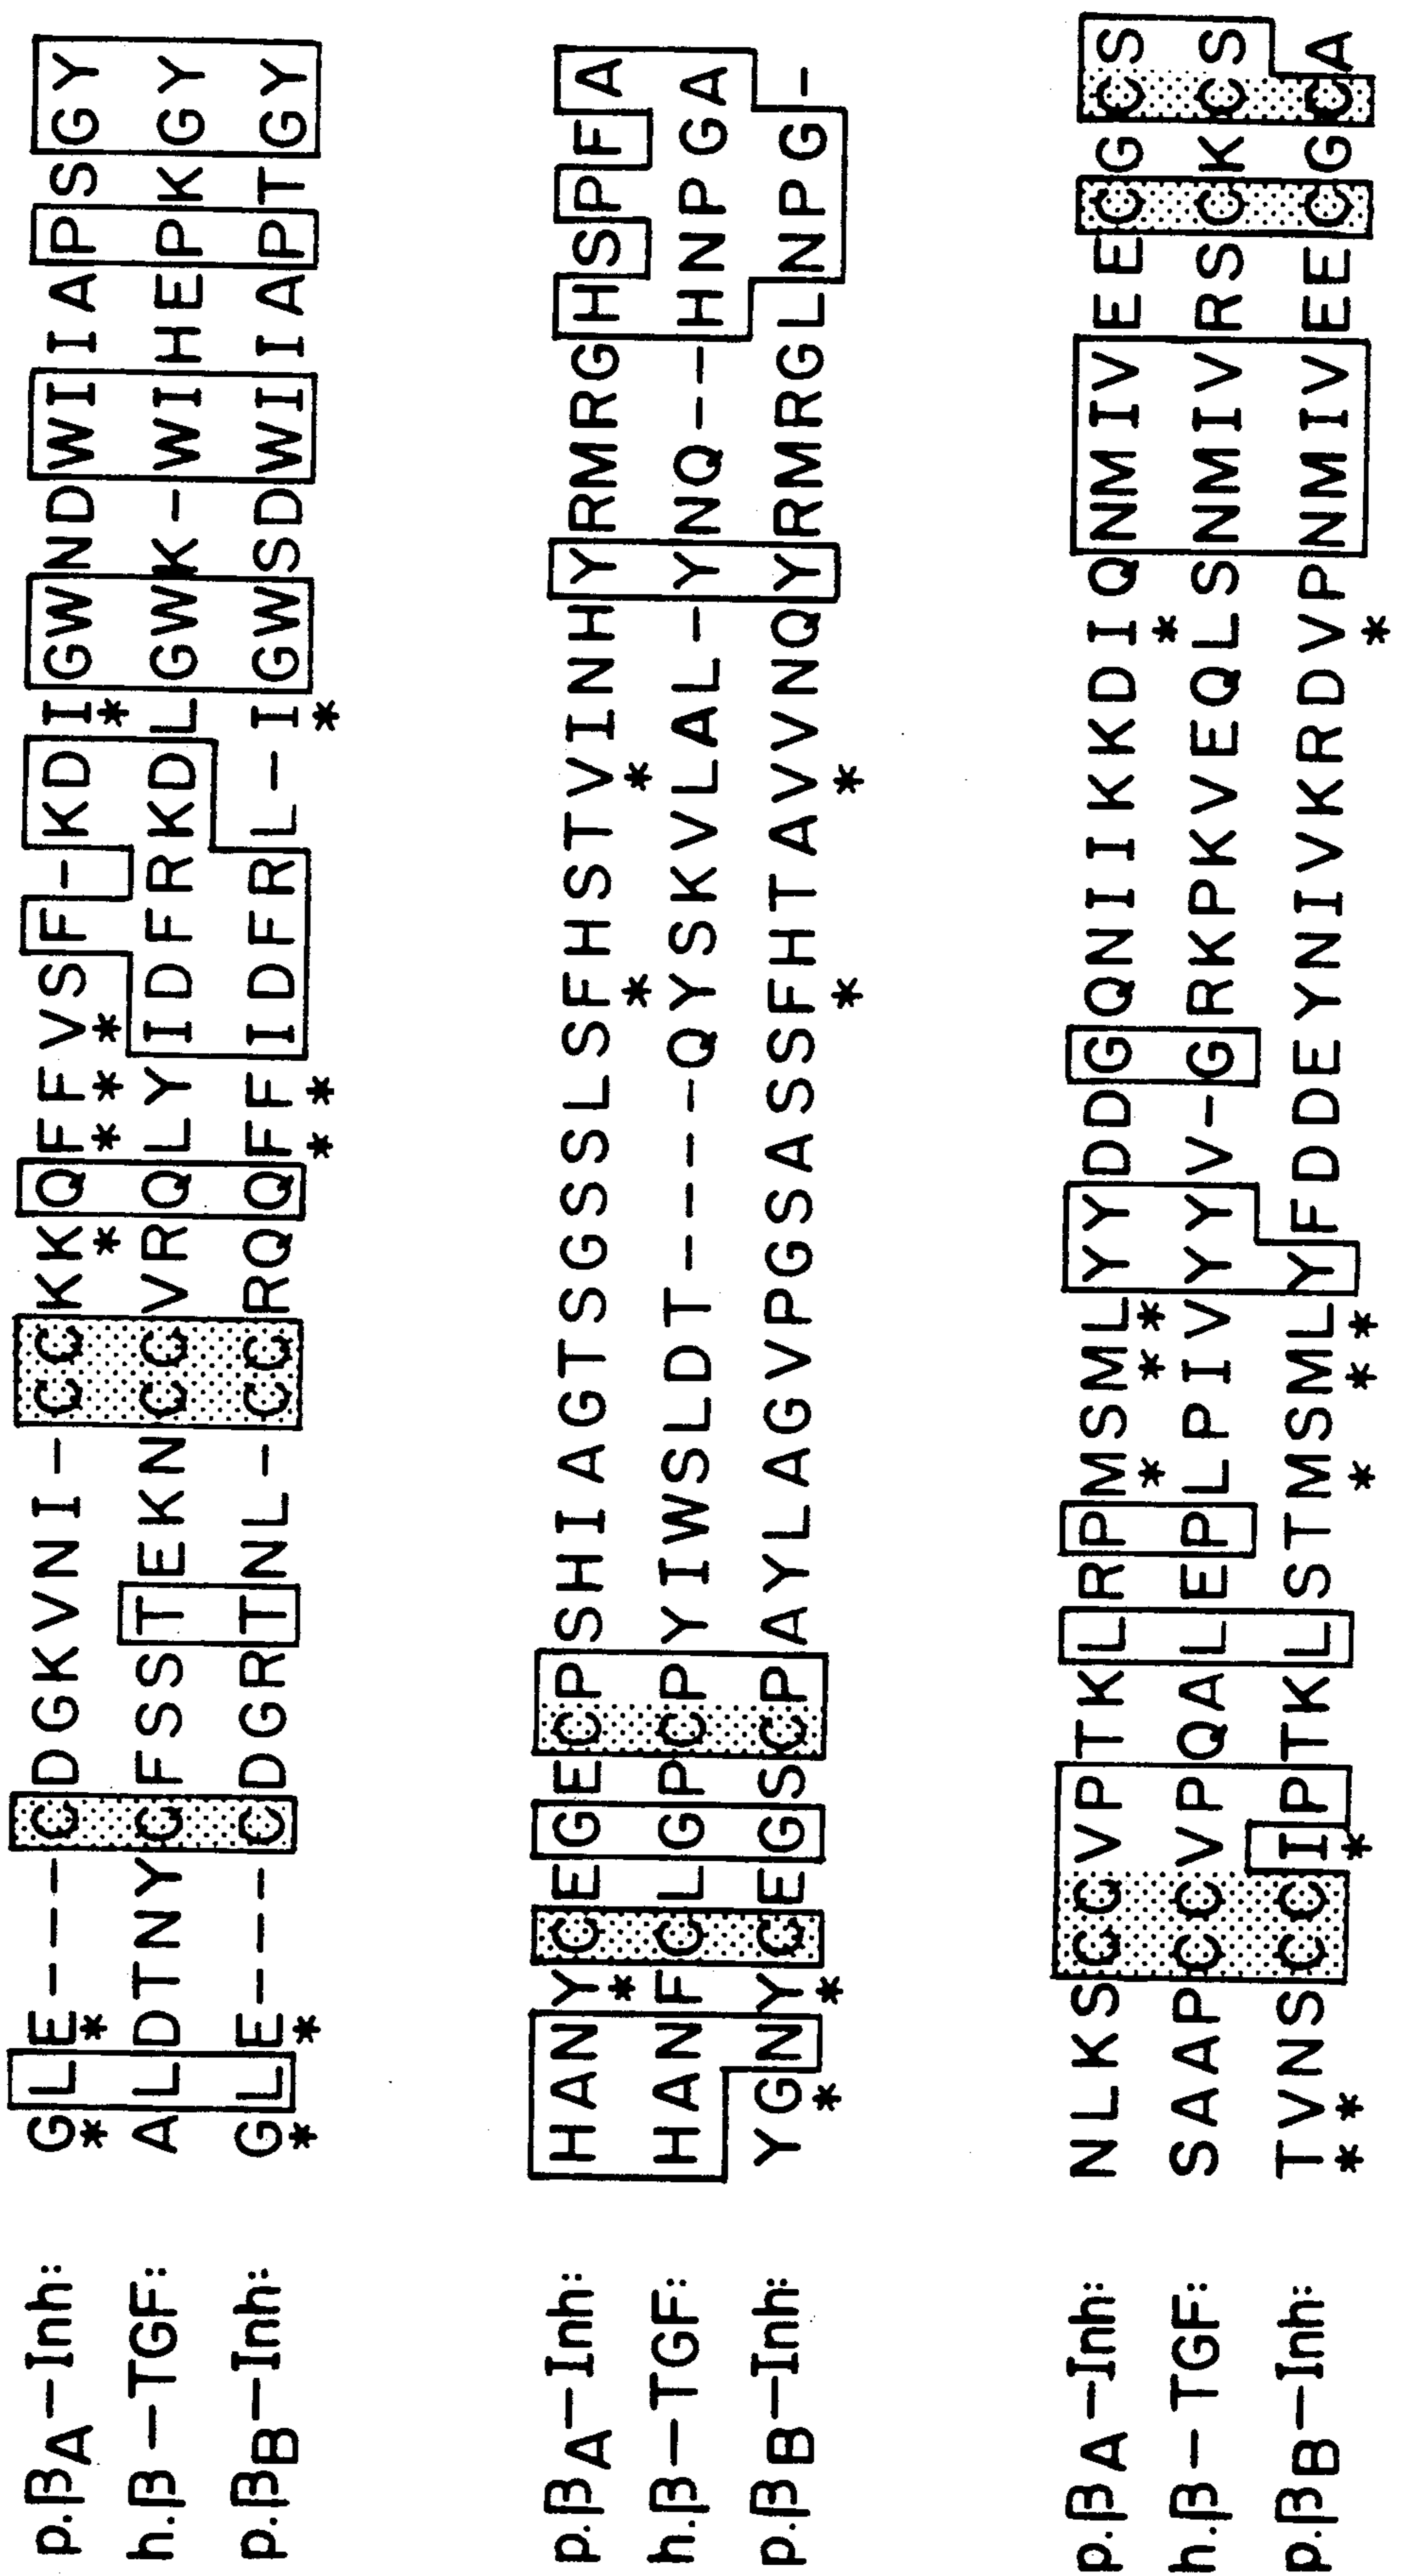 p.βA-Inh: GLE----CDGKVNI-CCKKQFFVSF-KDIGWNDWIIAPSGY
* * * * * * *
h.β-TGF: ALDTNYCFSSTEKNCCVRQLYIDFRKDLGWK-WIHEPKGY
p.βB-Inh: GLE----CDGRTNL-CCRQQFFIDFRL-IGWSDWIIAPTGY
* * * * *
p.βA-Inh: HANYCEGECPSHIAGTSGSSLSFHSTVINHYRMRGHSPFA
* * *
h.β-TGF: HANFCLGPCPYIWSLDT----QYSKVLAL-YNQ--HNPGA
p.βB-Inh: YGNYCEGSCPAYLAGVPGSASSFHTAVVNQYRMRGLNPG-
* * * *
p.βA-Inh: NLKSCCVPTKLRPMSMLYYDDGQNIIKKDIQNMIVEECGCS
* * * *
h.β-TGF: SAAPCCVPQALEPLPIVYYV-GRKPKVEQLSNMIVRSCKCS
p.βB-Inh: TVNSCCIPTKLSTMSMLYFDDEYNIVKRDVPNMIVEECGCA
* * * * * * *